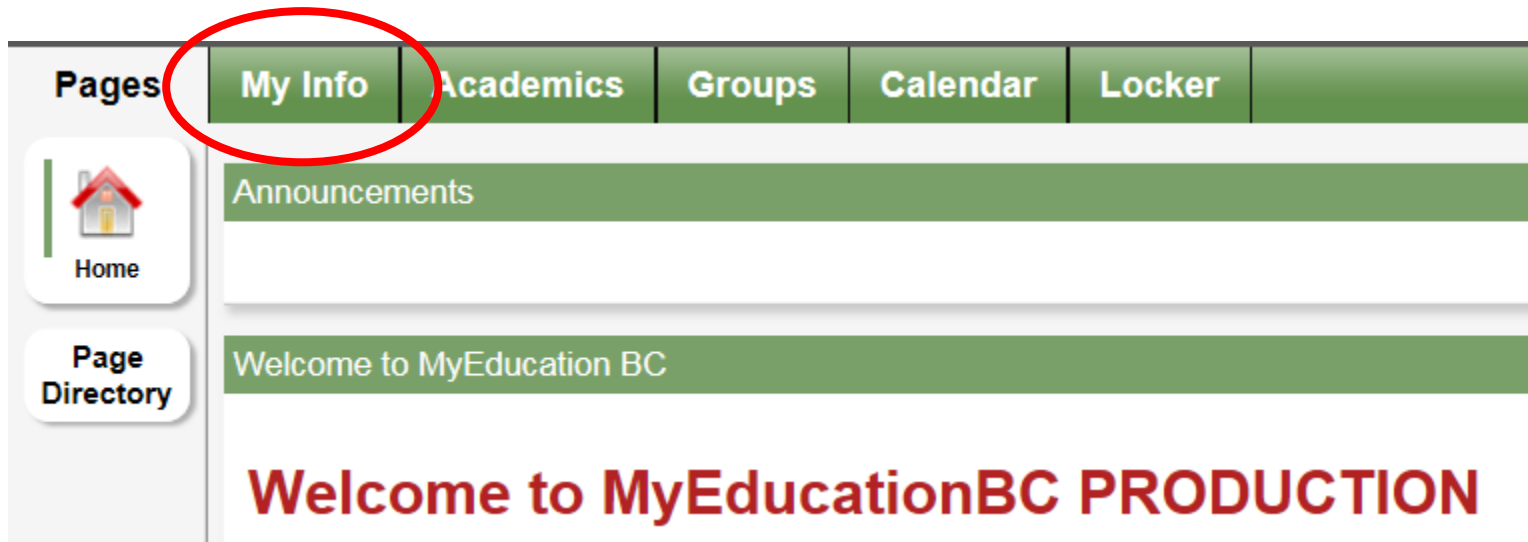 Pages My Info Academics Groups Calendar Locker
Announcements
Home
Page
Directory
Welcome to MyEducation BC
Welcome to MyEducationBC PRODUCTION